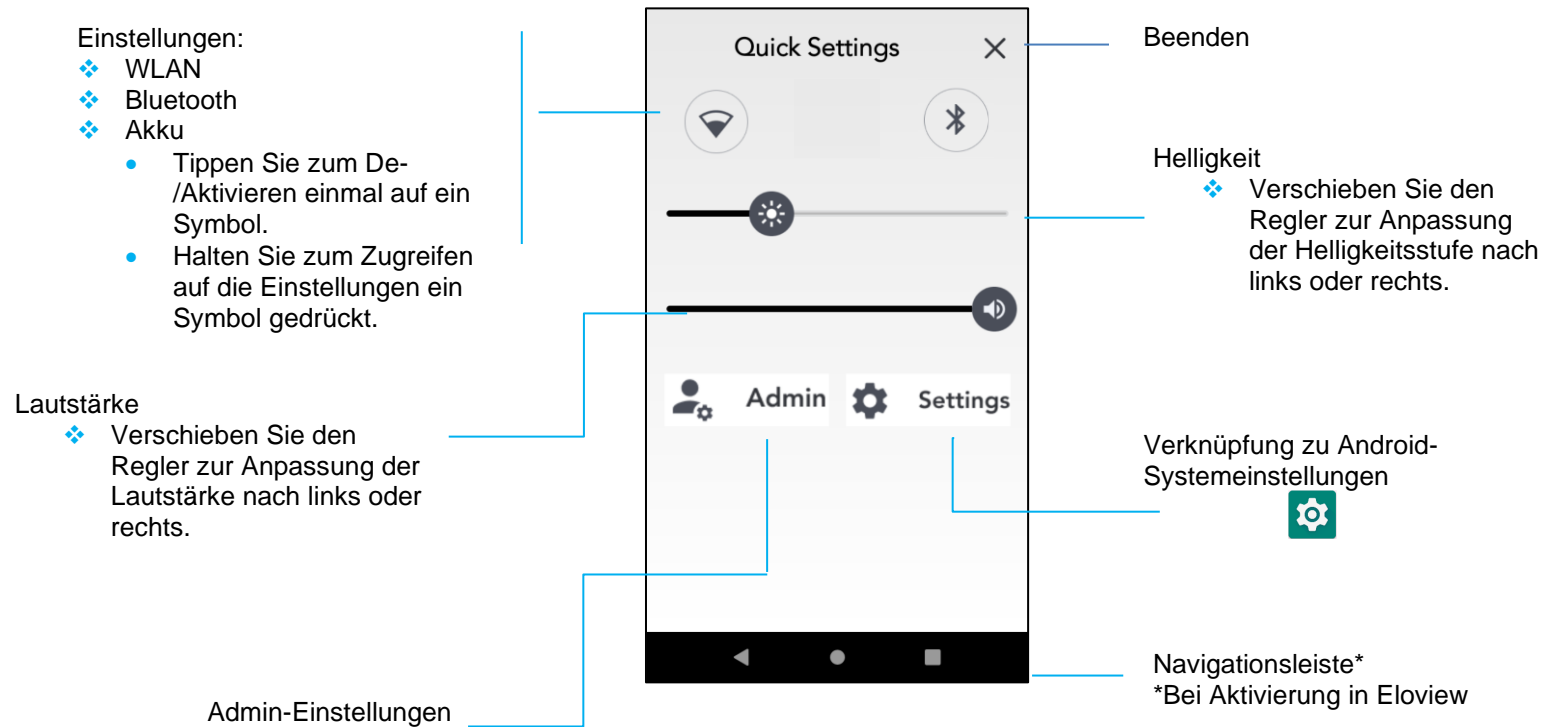 Einstellungen:
❖ WLAN
❖ Bluetooth
❖ Akku
• Tippen Sie zum De-
/Aktivieren einmal auf ein
Symbol.
• Halten Sie zum Zugreifen
auf die Einstellungen ein
Symbol gedrückt.
Lautstärke
❖ Verschieben Sie den
Regler zur Anpassung der
Lautstärke nach links oder
rechts.
Admin-Einstellungen
Quick Settings
Admin
Settings
Beenden
Helligkeit
❖ Verschieben Sie den
Regler zur Anpassung
der Helligkeitsstufe nach
links oder rechts.
Verknüpfung zu Android-
Systemeinstellungen
Navigationsleiste*
*Bei Aktivierung in Eloview